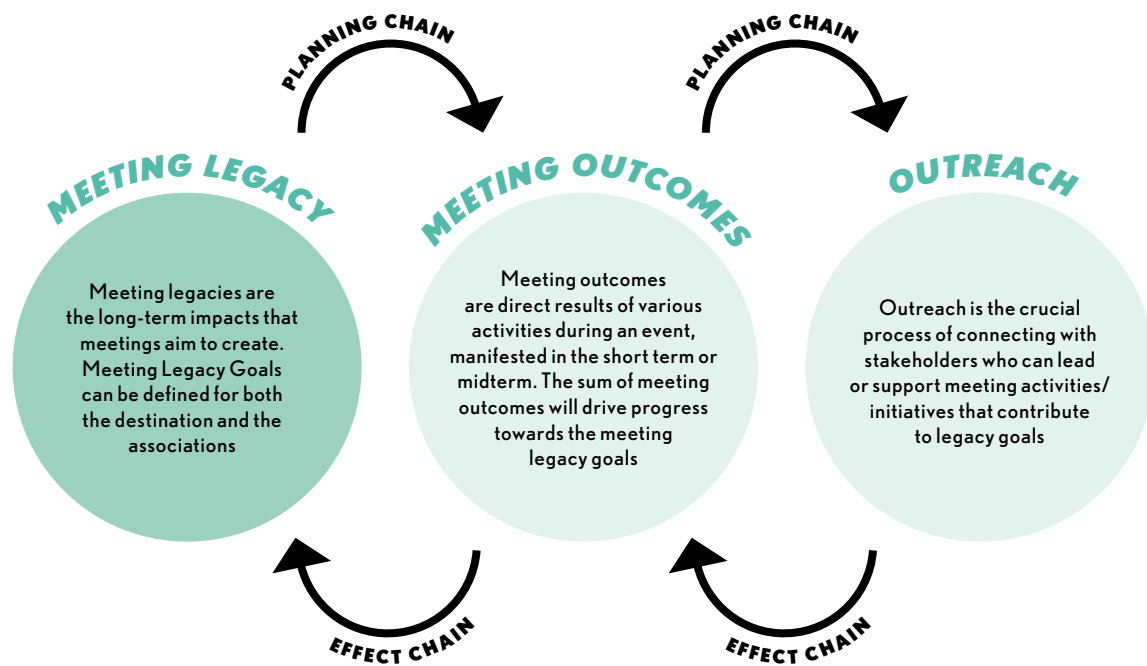 PLANNING CHAIN
PLANNING CHAIN
MEETING LEGACY
Meeting legacies are
the long-term impacts that
meetings aim to create.
Meeting Legacy Goals
can be defined for both
the destination and the
associations
MEETING OUTCOMES
Meeting outcomes
are direct results of various
activities during an event,
manifested in the short term or
midterm. The sum of meeting
outcomes will drive progress
towards the meeting
legacy goals
OUTREACH
Outreach is the crucial
process of connecting with
stakeholders who can lead
or support meeting activities/
initiatives that contribute
to legacy goals
EFFECT CHAIN
EFFECT CHAIN